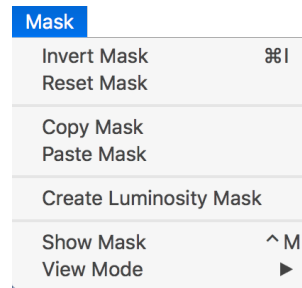 Mask
Invert Mask ⌘I
Reset Mask
Copy Mask
Paste Mask
Create Luminosity Mask
Show Mask ^M
View Mode ▶